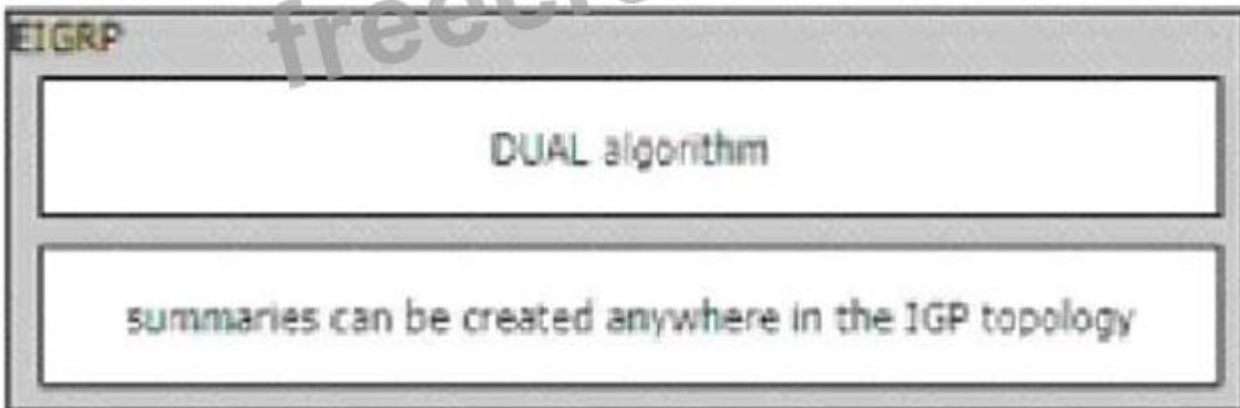 EIGRP
DUAL algorithm
summaries can be created anywhere in the IGP topology